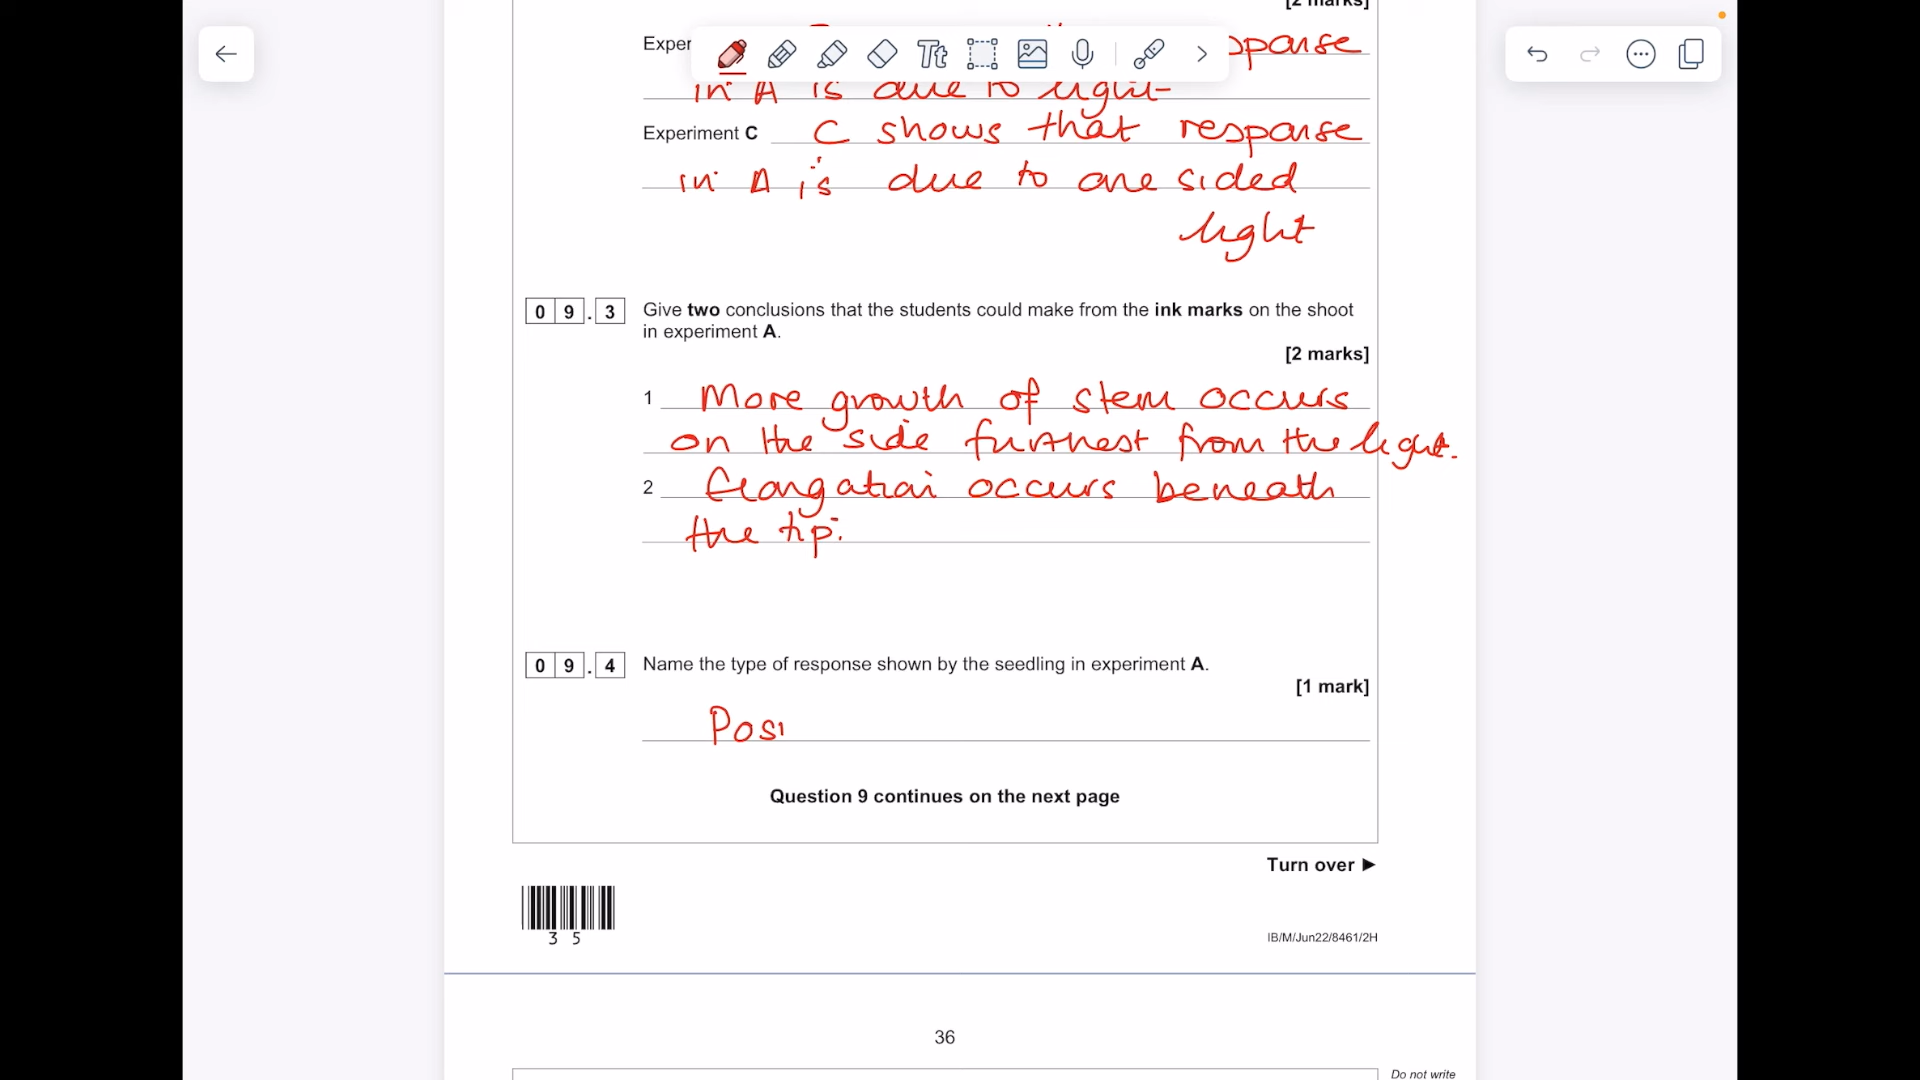 [2 marks]
Exper
sponse
in A is due to light
Experiment C C shows that response
in A is due to one sided
light
0 9 . 3 Give two conclusions that the students could make from the ink marks on the shoot
in experiment A.
[2 marks]
1 More growth of stem occurs
on the side furthest from the light.
2 Elongation occurs beneath
the tip.
0 9 . 4 Name the type of response shown by the seedling in experiment A.
[1 mark]
Posi
Question 9 continues on the next page
Turn over ►
3 5
IB/M/Jun22/8461/2H
36
Do not write